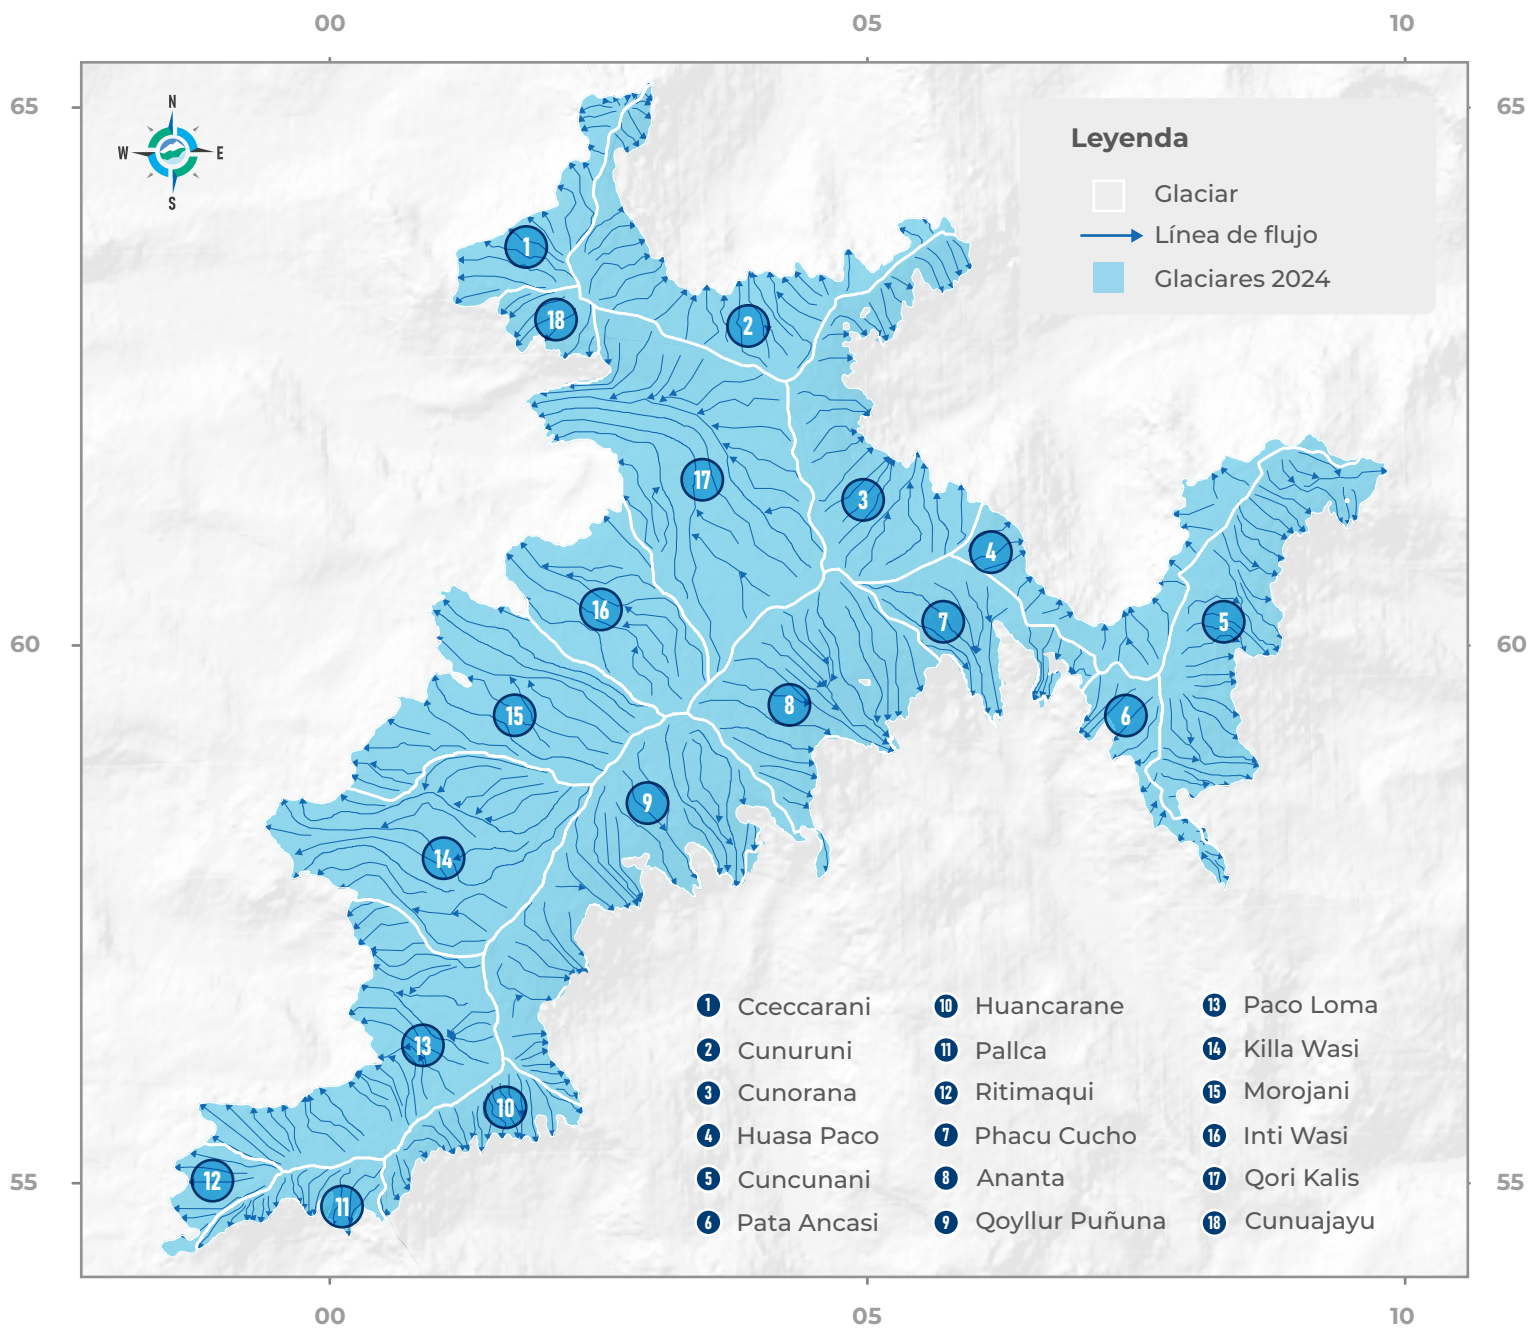 00 05 10
65 65
N
W E
S
Leyenda
Glaciar
Línea de flujo
Glaciares 2024
1
18
2
17
3
4
16
7
5
60 60
15
8
6
9
14
13
10
12
11
55 55
1 Cceccarani
2 Cunuruni
3 Cunorana
4 Huasa Paco
5 Cuncunani
6 Pata Ancasi
10 Huancarane
11 Pallca
12 Ritimaqui
7 Phacu Cucho
8 Ananta
9 Qoyllur Puñuna
13 Paco Loma
14 Killa Wasi
15 Morojani
16 Inti Wasi
17 Qori Kalis
18 Cunuajayu
00 05 10